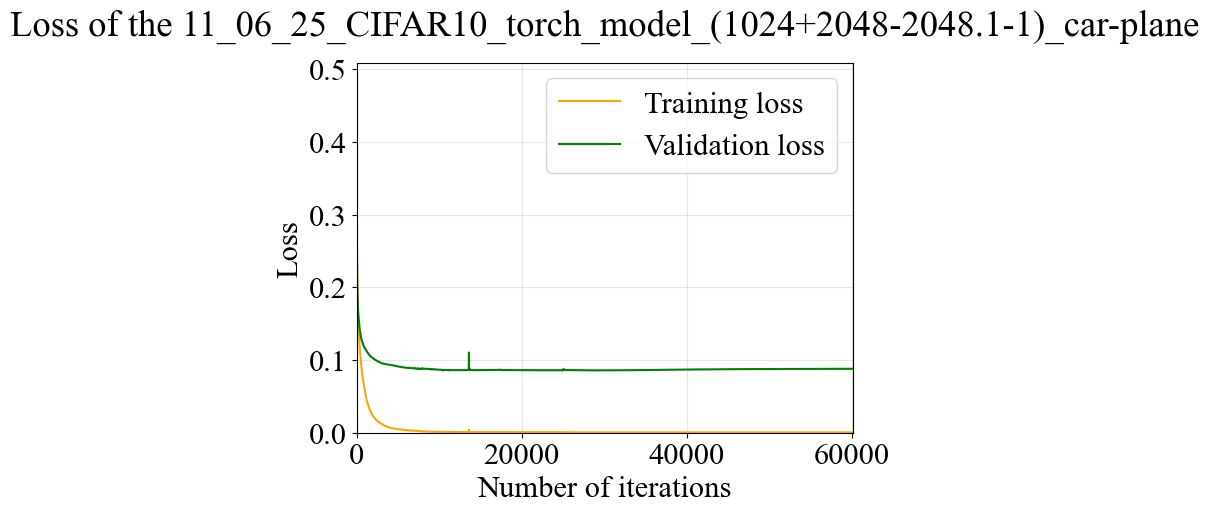 Loss of the 11_06_25_CIFAR10_torch_model_(1024+2048-2048.1-1)_car-plane
0.5
0.4
0.3
0.2
0.1
0.0
Loss
Training loss
Validation loss
0 20000 40000 60000
Number of iterations